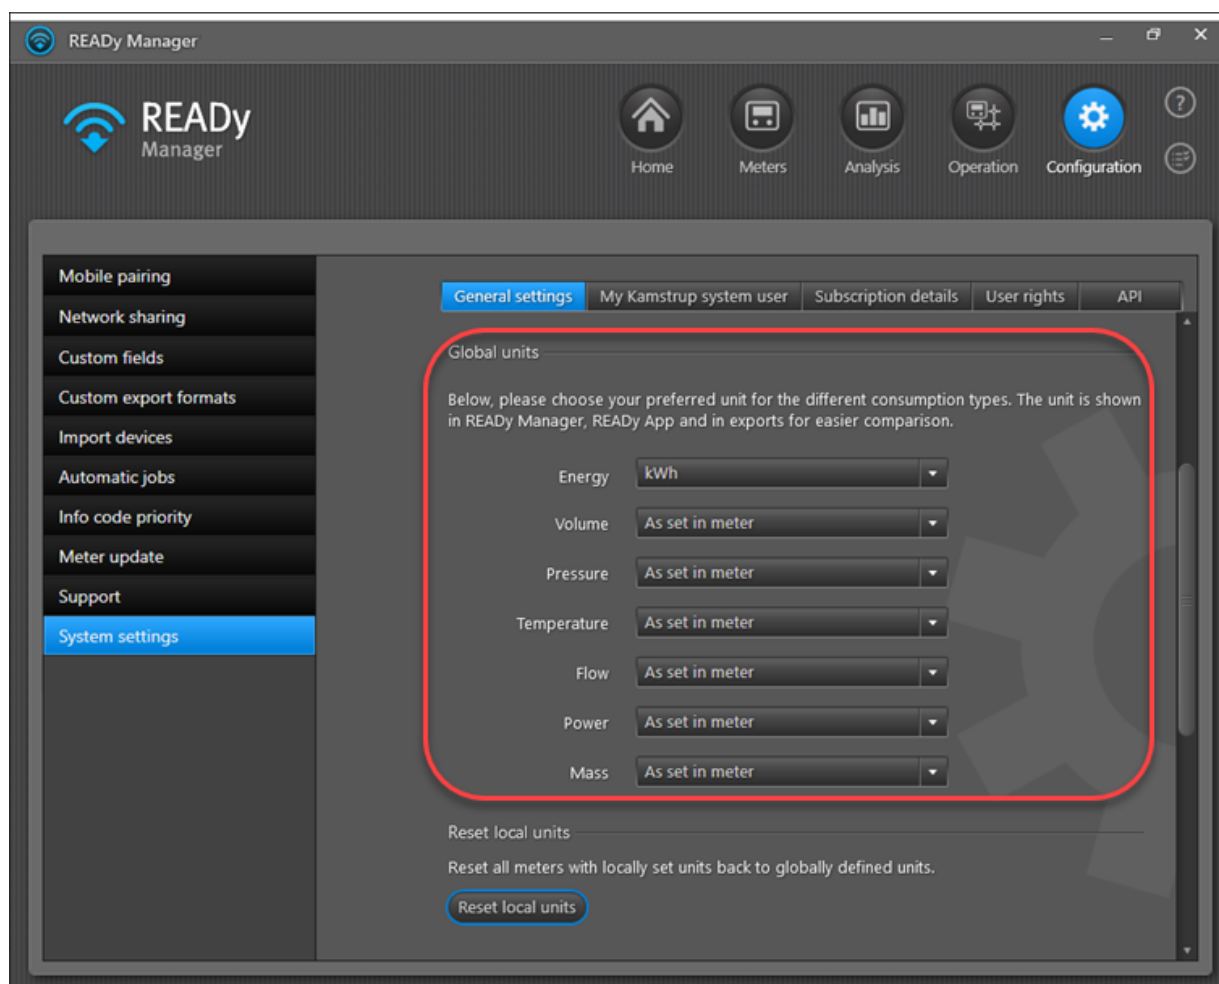 READy Manager
READy
Manager
?
Home
Meters
Analysis
Operation
Configuration
Mobile pairing
Network sharing
Custom fields
Custom export formats
Import devices
Automatic jobs
Info code priority
Meter update
Support
System settings
General settings
My Kamstrup system user
Subscription details
User rights
API
Global units
Below, please choose your preferred unit for the different consumption types. The unit is shown
in READy Manager, READy App and in exports for easier comparison.
Energy kWh
Volume As set in meter
Pressure As set in meter
Temperature As set in meter
Flow As set in meter
Power As set in meter
Mass As set in meter
Reset local units
Reset all meters with locally set units back to globally defined units.
Reset local units